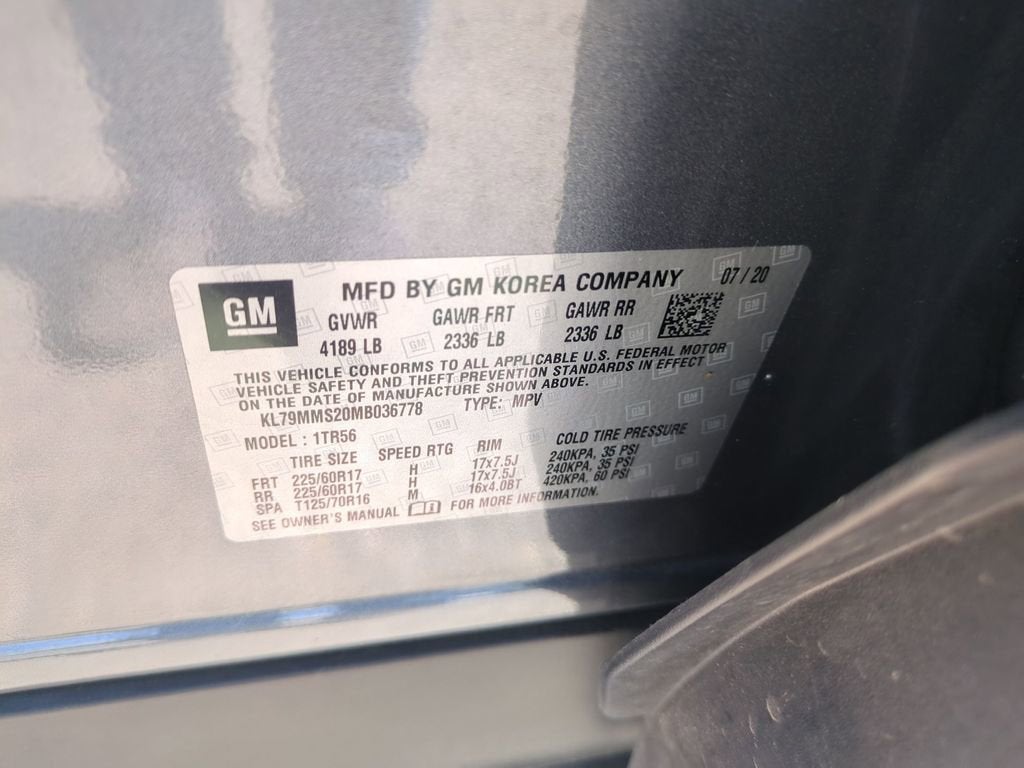 GM
MFD BY GM KOREA COMPANY 07/20
GVWR GAWR FRT GAWR RR
4189 LB 2336 LB 2336 LB
THIS VEHICLE CONFORMS TO ALL APPLICABLE U.S. FEDERAL MOTOR
VEHICLE SAFETY AND THEFT PREVENTION STANDARDS IN EFFECT
ON THE DATE OF MANUFACTURE SHOWN ABOVE.
KL79MMS20MB036778 TYPE: MPV
MODEL : 1TR56
TIRE SIZE SPEED RTG RIM COLD TIRE PRESSURE
FRT 225/60R17 H 17x7.5J 240KPA, 35 PSI
RR 225/60R17 H 17x7.5J 240KPA, 35 PSI
SPA T125/70R16 M 16x4.0BT 420KPA, 60 PSI
SEE OWNER'S MANUAL FOR MORE INFORMATION.